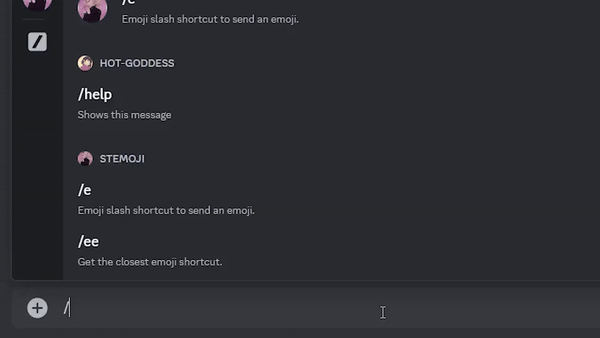 /e
Emoji slash shortcut to send an emoji.
HOT-GODDESS
/help
Shows this message
STEMOJI
/e
Emoji slash shortcut to send an emoji.
/ee
Get the closest emoji shortcut.
/